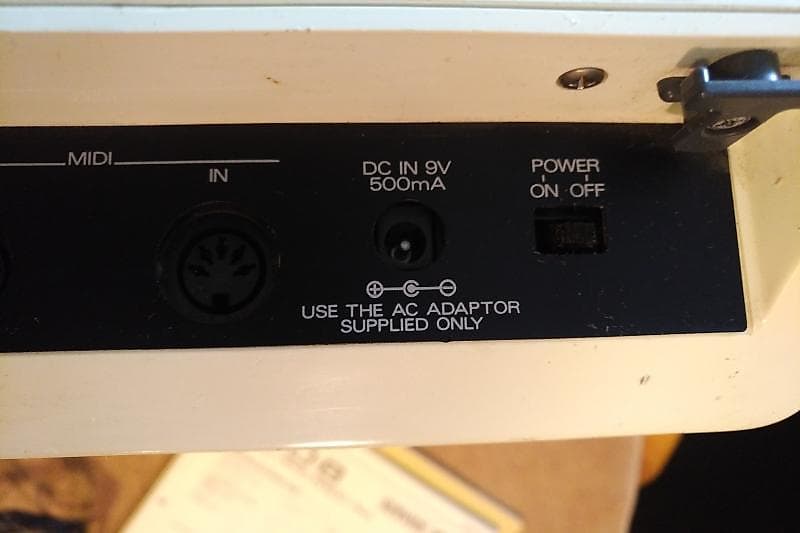 MIDI
IN
DC IN 9V
500mA
POWER
ON OFF
USE THE AC ADAPTOR
SUPPLIED ONLY